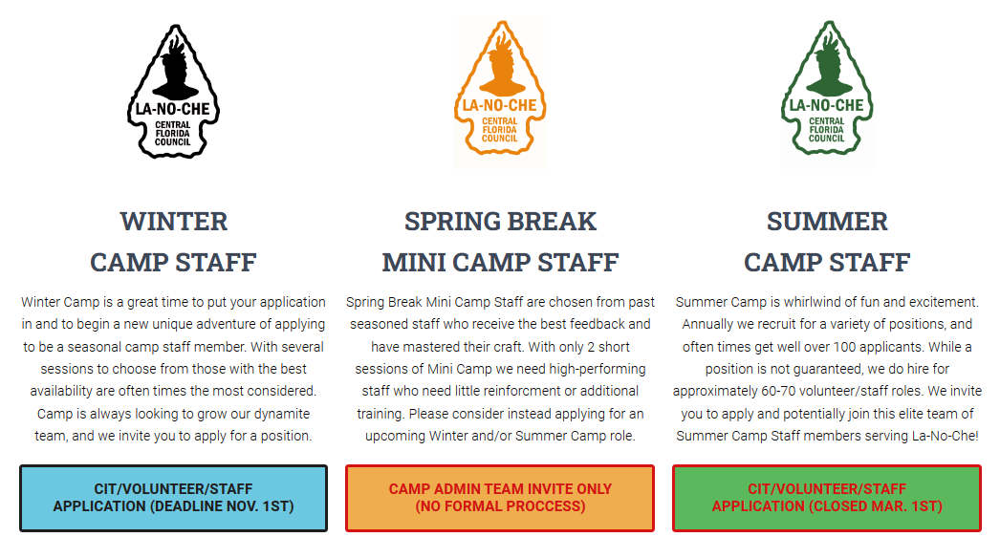 LA-NO-CHE
CENTRAL
FLORIDA
COUNCIL
WINTER
CAMP STAFF
Winter Camp is a great time to put your application
in and to begin a new unique adventure of applying
to be a seasonal camp staff member. With several
sessions to choose from those with the best
availability are often times the most considered.
Camp is always looking to grow our dynamite
team, and we invite you to apply for a position.
CIT/VOLUNTEER/STAFF
APPLICATION (DEADLINE NOV. 1ST)
LA-NO-CHE
CENTRAL
FLORIDA
COUNCIL
SPRING BREAK
MINI CAMP STAFF
Spring Break Mini Camp Staff are chosen from past
seasoned staff who receive the best feedback and
have mastered their craft. With only 2 short
sessions of Mini Camp we need high-performing
staff who need little reinforcment or additional
training. Please consider instead applying for an
upcoming Winter and/or Summer Camp role.
CAMP ADMIN TEAM INVITE ONLY
(NO FORMAL PROCCESS)
LA-NO-CHE
CENTRAL
FLORIDA
COUNCIL
SUMMER
CAMP STAFF
Summer Camp is whirlwind of fun and excitement.
Annually we recruit for a variety of positions, and
often times get well over 100 applicants. While a
position is not guaranteed, we do hire for
approximately 60-70 volunteer/staff roles. We invite
you to apply and potentially join this elite team of
Summer Camp Staff members serving La-No-Che!
CIT/VOLUNTEER/STAFF
APPLICATION (CLOSED MAR. 1ST)